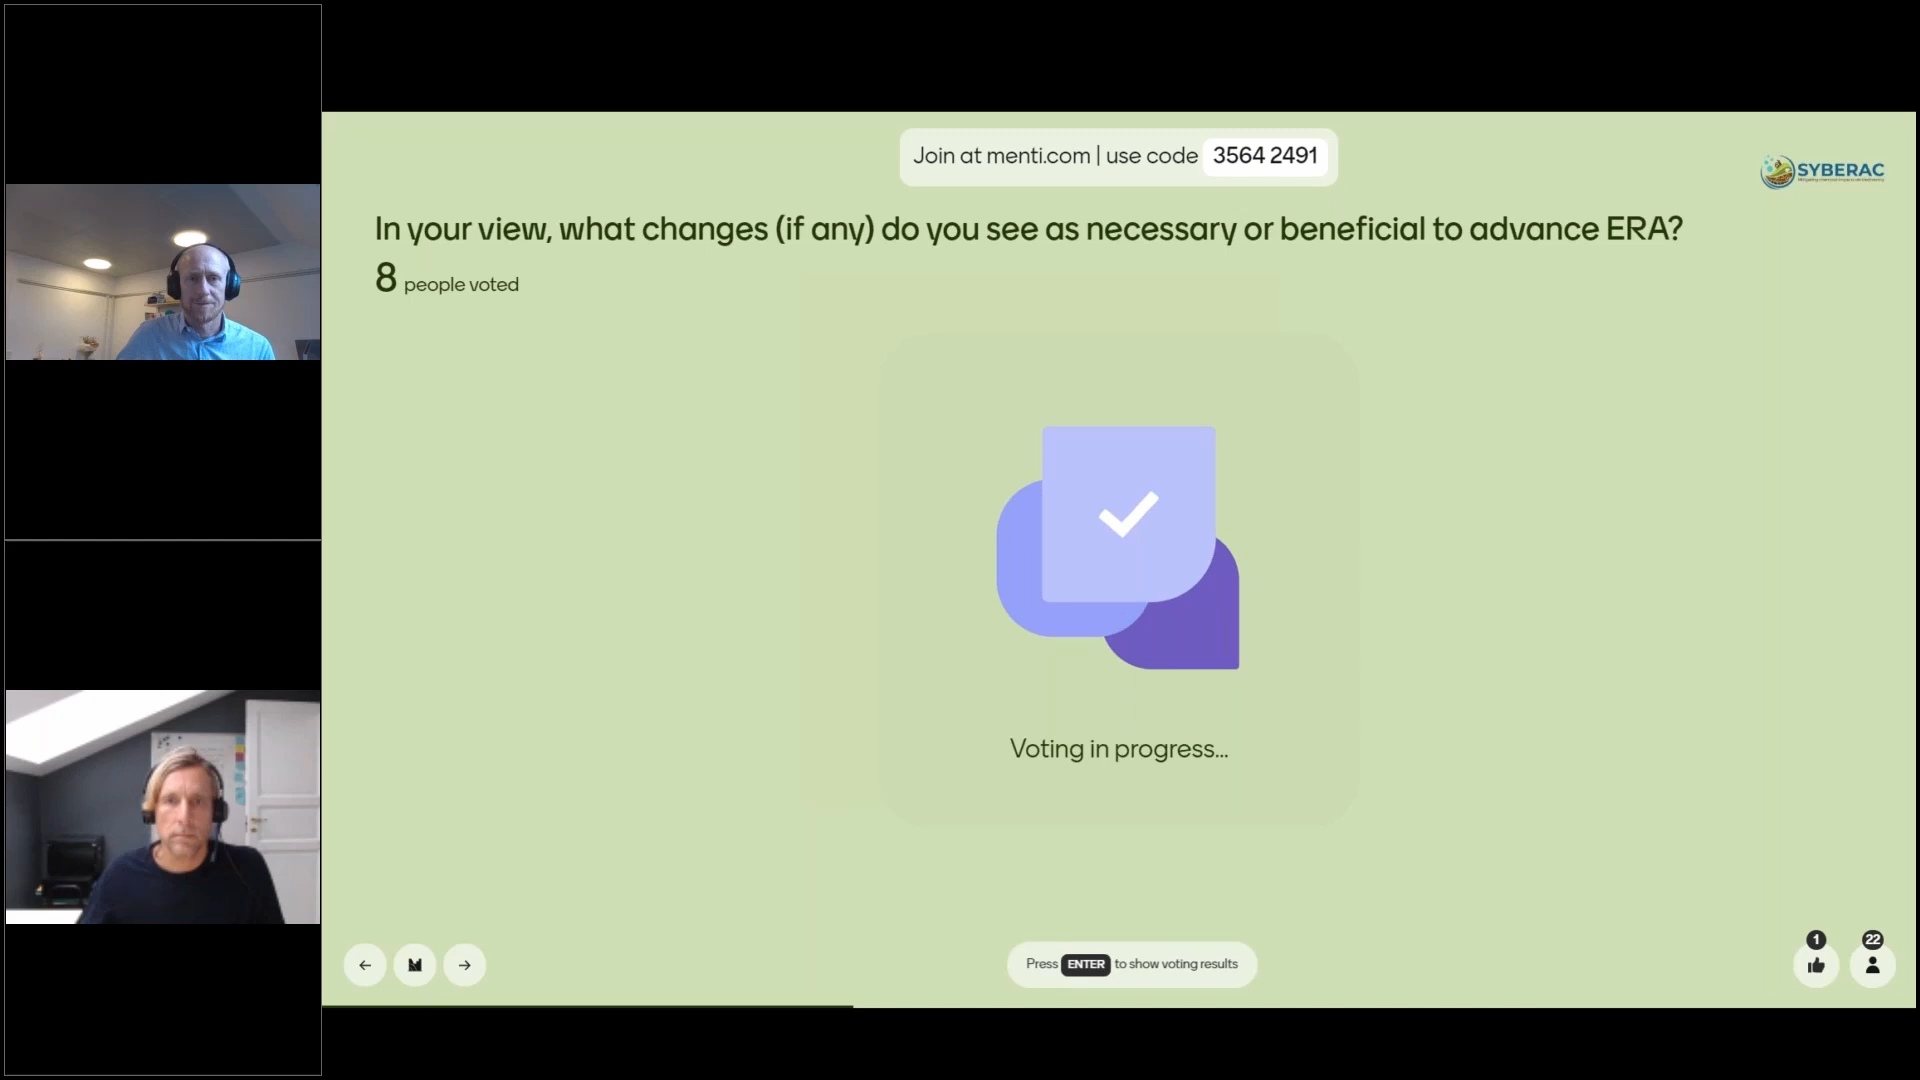 Join at menti.com | use code 3564 2491
SYBERAC
In your view, what changes (if any) do you see as necessary or beneficial to advance ERA?
8 people voted
Voting in progress...
Press ENTER to show voting results
1
22